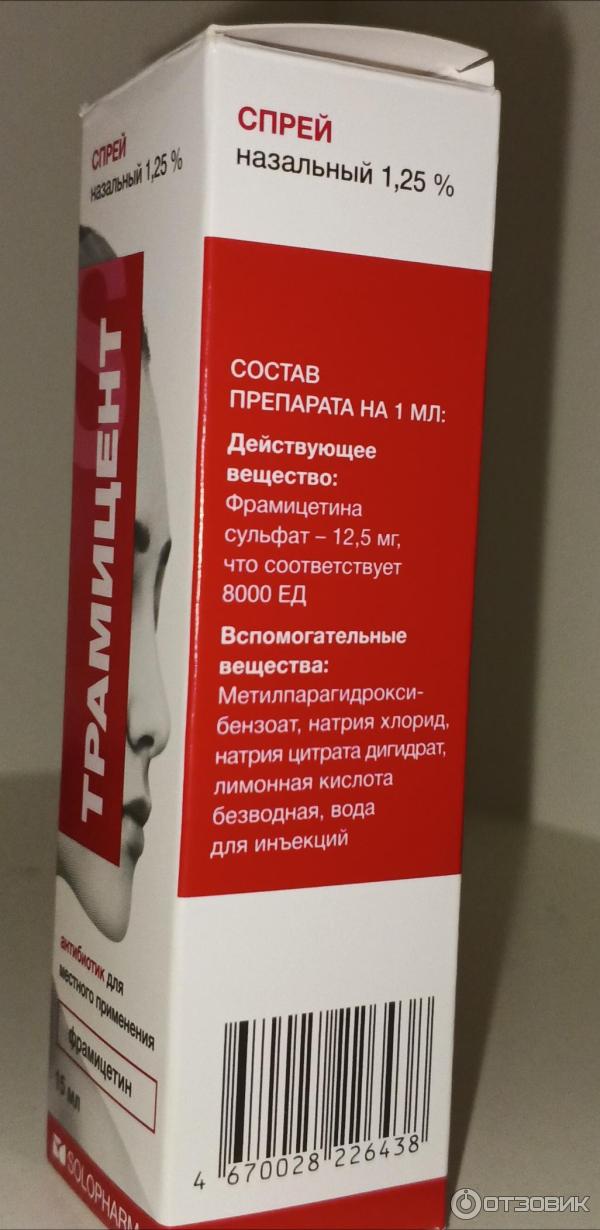 СПРЕЙ
назальный 1,25 %
ТРАМИЦЕНТ
антибиотик для
местного применения
фрамицетин
15 мл
SOLOPHARM
СПРЕЙ
назальный 1,25 %
СОСТАВ
ПРЕПАРАТА НА 1 МЛ:
Действующее
вещество:
Фрамицетина
сульфат – 12,5 мг,
что соответствует
8000 ЕД
Вспомогательные
вещества:
Метилпарагидрокси-
бензоат, натрия хлорид,
натрия цитрата дигидрат,
лимонная кислота
безводная, вода
для инъекций
4 670028 226438
ОТЗОВИК